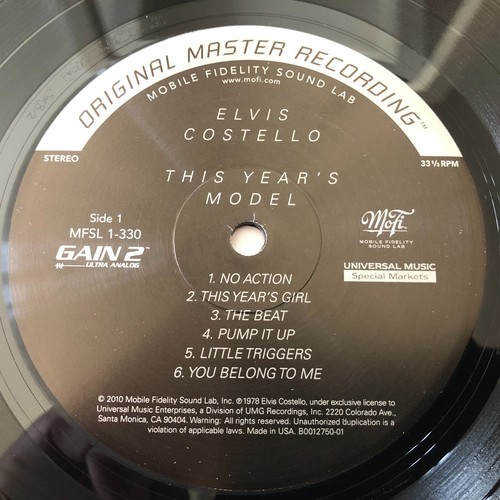 ORIGINAL MASTER RECORDING™
MOBILE FIDELITY SOUND LAB
www.mofi.com
ELVIS
COSTELLO
STEREO
33 1/3 RPM
THIS YEAR'S
MODEL
Side 1
MFSL 1-330
GAIN 2™
ULTRA ANALOG
MoFi
MOBILE FIDELITY
SOUND LAB
UNIVERSAL MUSIC
Special Markets
1. NO ACTION
2. THIS YEAR'S GIRL
3. THE BEAT
4. PUMP IT UP
5. LITTLE TRIGGERS
6. YOU BELONG TO ME
© 2010 Mobile Fidelity Sound Lab, Inc. ℗1978 Elvis Costello, under exclusive license to
Universal Music Enterprises, a Division of UMG Recordings, Inc. 2220 Colorado Ave.,
Santa Monica, CA 90404. Warning: All rights reserved. Unauthorized duplication is a
violation of applicable laws. Made in USA. B0012750-01